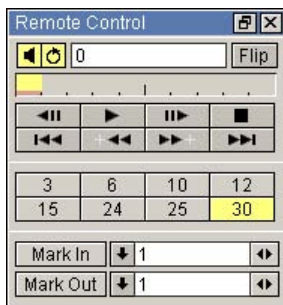 Remote Control
0 Flip
3 6 10 12
15 24 25 30
Mark In 1
Mark Out 1